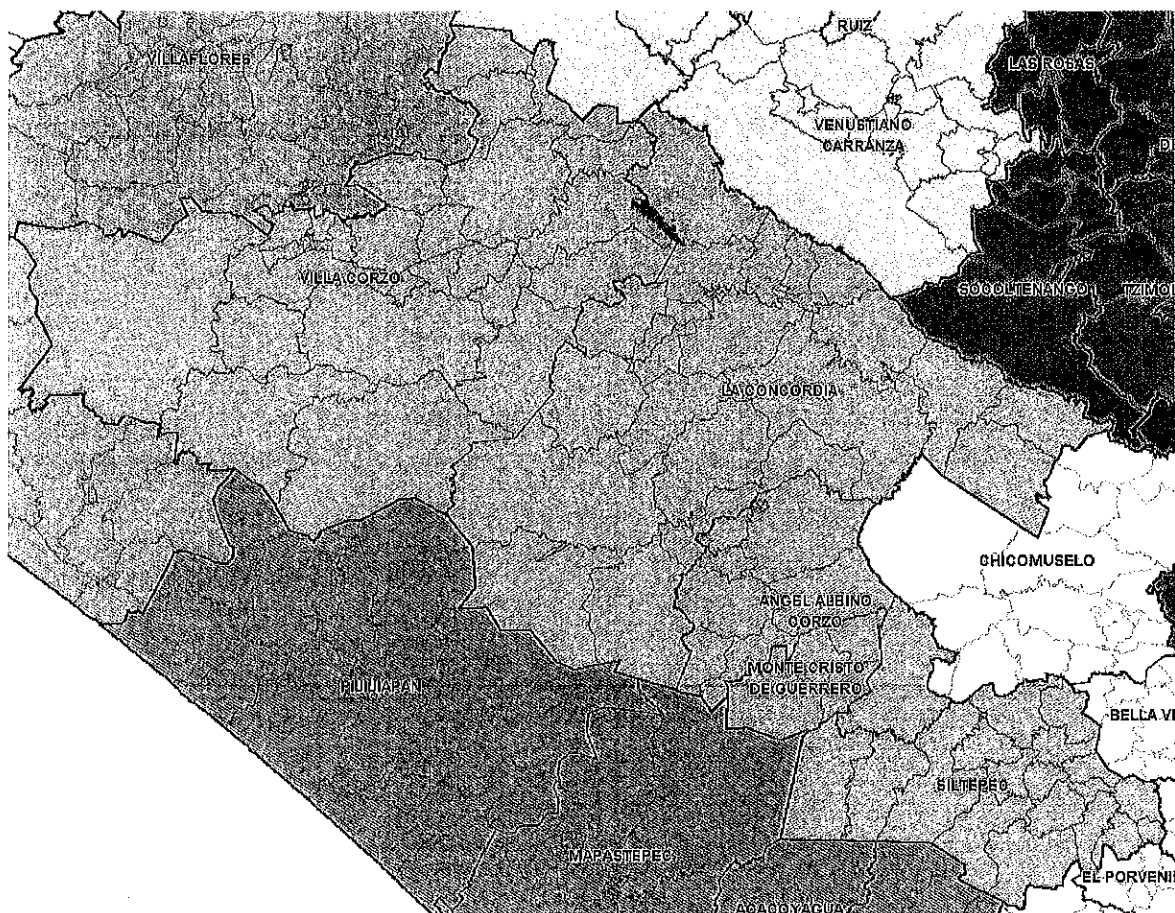 RUIZ
VILLAFLORES
LAS ROSAS
VENUSTIANO
CARRANZA
VILLA CORZO
SOCOLTENANGO
TZIMOL
LA CONCORDIA
CHICOMUSELO
ANGEL ALBINO
CORZO
MONTECRISTO
DE GUERRERO
PIJIJIAPAN
BELLA VI
SILTEPEC
MAPASTEPEC
EL PORVENI
ACACOYAGUA